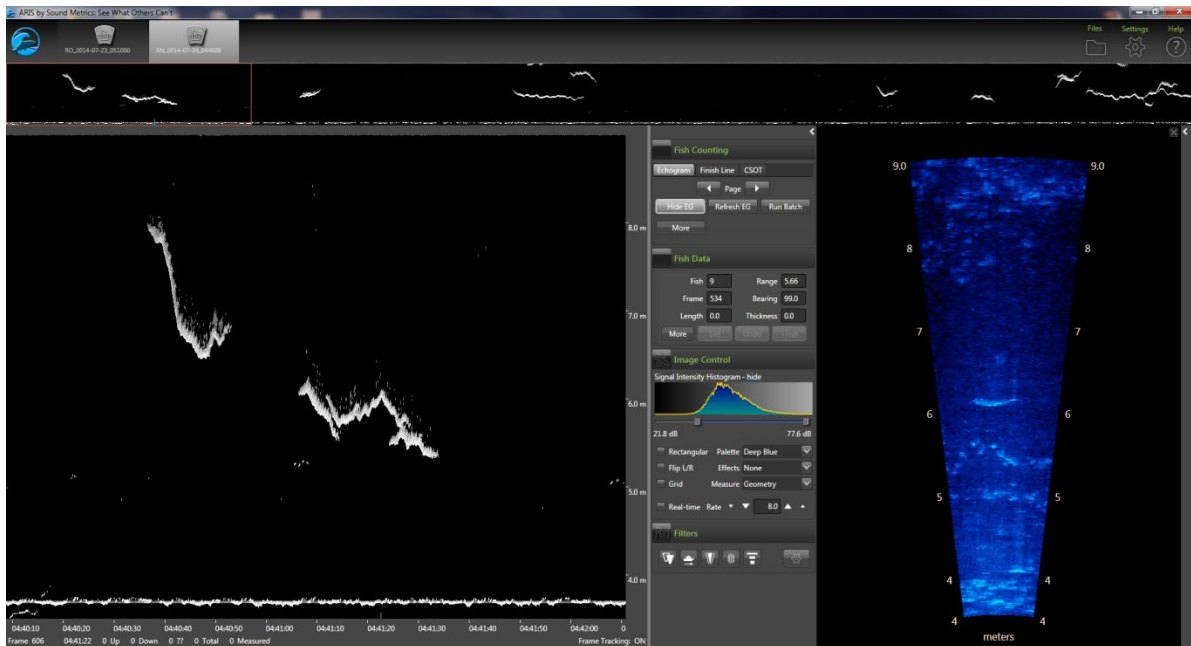 ARIS by Sound Metrics: See What Others Can't
RO_2014-07-23_051000
Files Settings Help
Fish Counting
Echogram Finish Line CSOT
Page
Hide EG Refresh EG Run Batch
More
Fish Data
Fish 9 Range 5.66
Frame 534 Bearing 99.0
Length 0.0 Thickness 0.0
More
Image Control
Signal Intensity Histogram - hide
21.8 dB 77.6 dB
Rectangular Palette Deep Blue
Flip L/R Effects None
Grid Measure Geometry
Real-time Rate 8.0
Filters
8.0 m
7.0 m
6.0 m
5.0 m
4.0 m
04:40:10 04:40:20 04:40:30 04:40:40 04:40:50 04:41:00 04:41:10 04:41:20 04:41:30 04:41:40 04:41:50 04:42:00 0
Frame 606 04:41:22 0 Up 0 Down 0 ?? 0 Total 0 Measured Frame Tracking: ON
9.0 9.0
8 8
7 7
6 6
5 5
4 4
4 4
meters